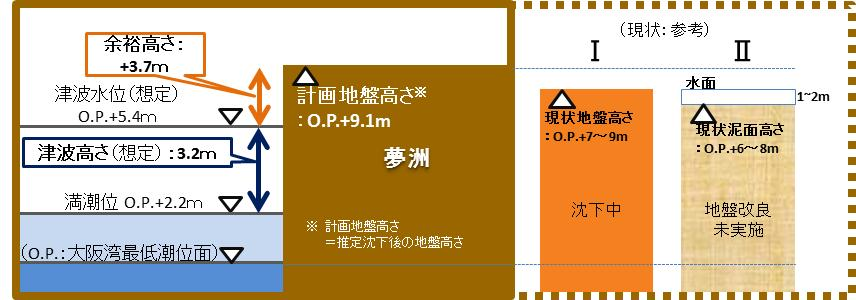 余裕高さ：
+3.7m
津波水位（想定）
O.P.+5.4m
津波高さ（想定）：3.2m
満潮位 O.P.+2.2m
（O.P.：大阪湾最低潮位面）
計画地盤高さ※
：O.P.+9.1m
夢洲
※ 計画地盤高さ
＝推定沈下後の地盤高さ
（現状：参考）
Ⅰ
Ⅱ
現状地盤高さ
：O.P.+7～9m
沈下中
水面
1~2m
現状泥面高さ
：O.P.+6～8m
地盤改良
未実施